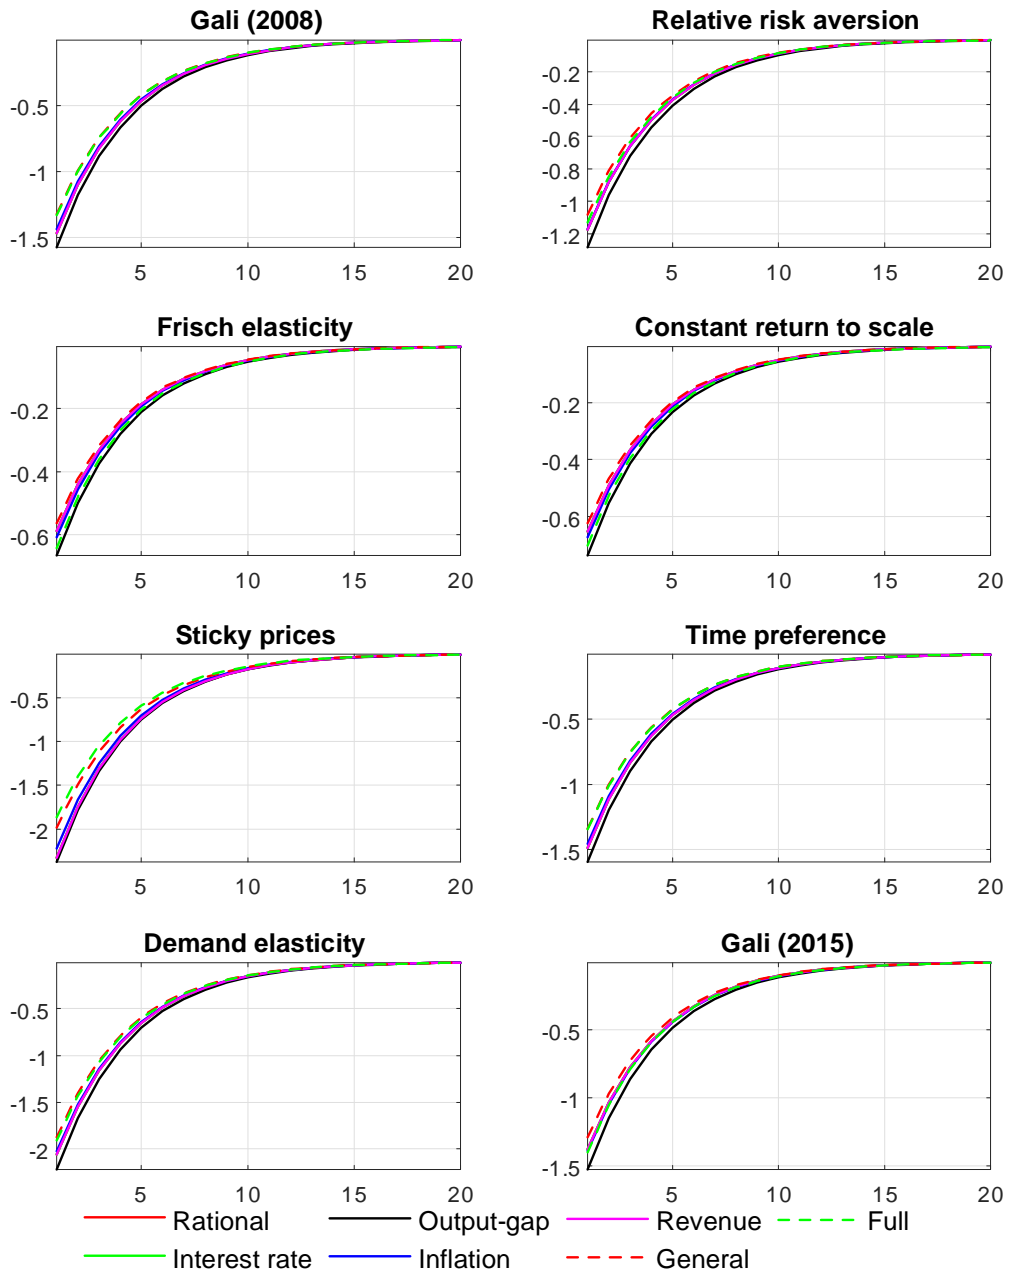 Gali (2008)
Relative risk aversion
-0.5
-1
-1.5
5 10 15 20
-0.2
-0.4
-0.6
-0.8
-1
-1.2
5 10 15 20
Frisch elasticity
Constant return to scale
-0.2
-0.4
-0.6
5 10 15 20
-0.2
-0.4
-0.6
5 10 15 20
Sticky prices
Time preference
-0.5
-1
-1.5
-2
5 10 15 20
-0.5
-1
-1.5
5 10 15 20
Demand elasticity
Gali (2015)
-0.5
-1
-1.5
-2
5 10 15 20
-0.5
-1
-1.5
5 10 15 20
Rational Output-gap Revenue Full
Interest rate Inflation General